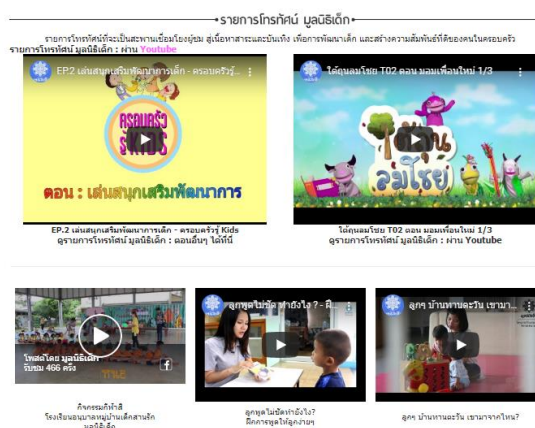 รายการโทรทัศน์ มูลนิธิเด็ก
รายการโทรทัศน์ที่จะเป็นสะพานเชื่อมโยงผู้ชม สู่เนื้อหาสาระและบันเทิง เพื่อการพัฒนาเด็ก และสร้างความสัมพันธ์ที่ดีของคนในครอบครัว
รายการโทรทัศน์ มูลนิธิเด็ก : ผ่าน Youtube
EP.2 เล่นสนุกเสริมพัฒนาการเด็ก - ครอบครัวรู้...
ใต้ถุนลมโชย T02 ตอน มอมเพื่อนใหม่ 1/3
ครอบครัว
รู้ KIDS
ใต้ถุน
ลมโชย
ตอน : เล่นสนุกเสริมพัฒนาการ
EP.2 เล่นสนุกเสริมพัฒนาการเด็ก - ครอบครัวรู้ Kids
ดูรายการโทรทัศน์ มูลนิธิเด็ก : ตอนอื่นๆ ได้ที่นี่
ใต้ถุนลมโชย T02 ตอน มอมเพื่อนใหม่ 1/3
ดูรายการโทรทัศน์ มูลนิธิเด็ก : ผ่าน Youtube
ลูกพูดไม่ชัด ทำยังไง ? - ฝึ...
ลูกๆ บ้านทานตะวัน เขามา...
โพสต์โดย มูลนิธิเด็ก
รับชม 466 ครั้ง
กิจกรรมกีฬาสี
โรงเรียนอนุบาลหมู่บ้านเด็กสานรัก
มูลนิธิเด็ก
ลูกพูดไม่ชัดทำยังไง?
ฝึกการพูดให้ลูกง่ายๆ
ลูกๆ บ้านทานตะวัน เขามาจากไหน?